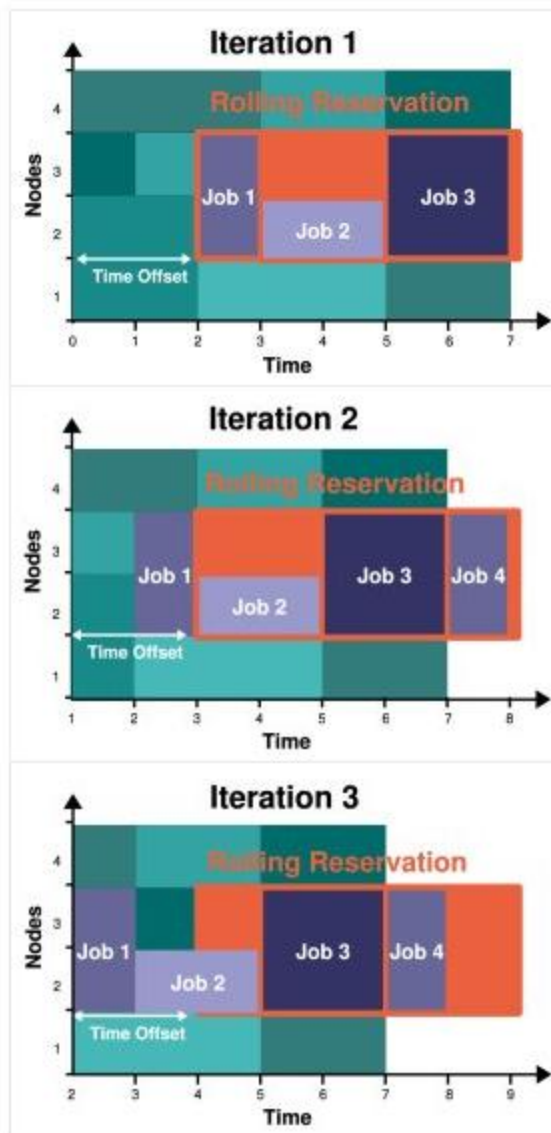 Iteration 1
Rolling Reservation
Nodes
4
3
2
1
Job 1
Job 2
Job 3
Time Offset
0 1 2 3 4 5 6 7
Time
Iteration 2
Rolling Reservation
Nodes
4
3
2
1
Job 1
Job 2
Job 3
Job 4
Time Offset
1 2 3 4 5 6 7 8
Time
Iteration 3
Rolling Reservation
Nodes
4
3
2
1
Job 1
Job 2
Job 3
Job 4
Time Offset
2 3 4 5 6 7 8 9
Time